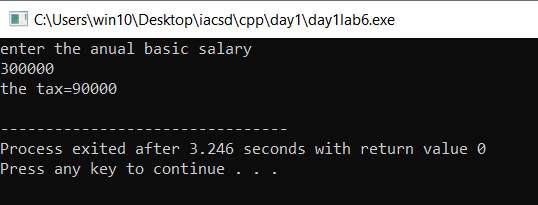 C:\Users\win10\Desktop\iacsd\cpp\day1\day1lab6.exe
enter the anual basic salary
300000
the tax=90000
--------------------------------
Process exited after 3.246 seconds with return value 0
Press any key to continue . . .